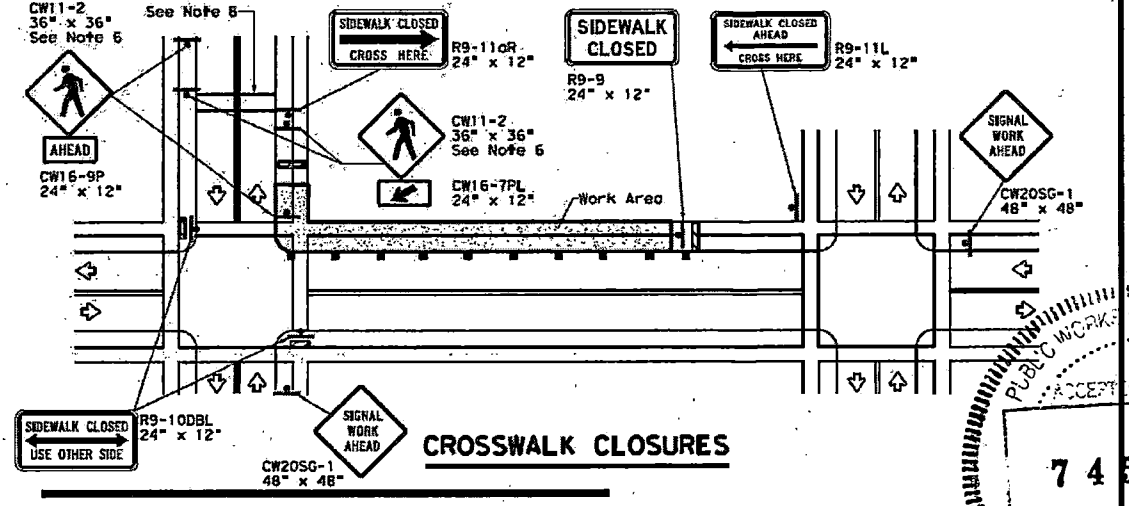 CW11-2
36" x 36"
See Note 6
See Note 8
SIDEWALK CLOSED
CROSS HERE
R9-11aR
24" x 12"
SIDEWALK
CLOSED
R9-9
24" x 12"
SIDEWALK CLOSED
AHEAD
CROSS HERE
R9-11L
24" x 12"
AHEAD
CW16-9P
24" x 12"
CW11-2
36" x 36"
See Note 6
CW16-7PL
24" x 12"
Work Area
SIGNAL
WORK
AHEAD
CW20SG-1
48" x 48"
SIDEWALK CLOSED
USE OTHER SIDE
R9-10DBL
24" x 12"
SIGNAL
WORK
AHEAD
CW20SG-1
48" x 48"
CROSSWALK CLOSURES
PUBLIC WORKS
74